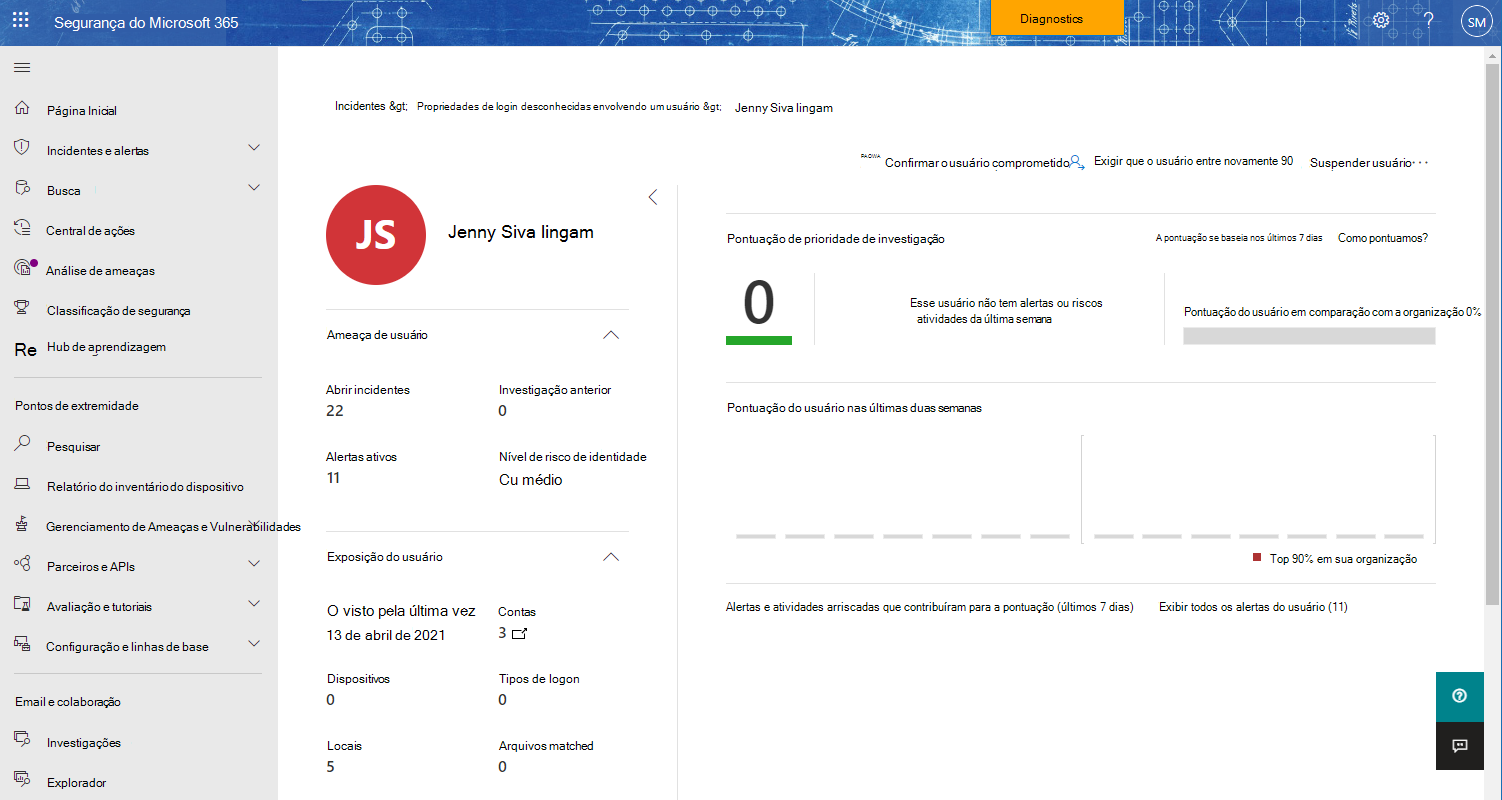 Segurança do Microsoft 365
Diagnostics
SM
Página Inicial
Incidentes e alertas
Busca
Central de ações
Análise de ameaças
Classificação de segurança
Re Hub de aprendizagem
Pontos de extremidade
Pesquisar
Relatório do inventário do dispositivo
Gerenciamento de Ameaças e Vulnerabilidades
Parceiros e APIs
Avaliação e tutoriais
Configuração e linhas de base
Email e colaboração
Investigações
Explorador
Incidentes &gt; Propriedades de login desconhecidas envolvendo um usuário &gt; Jenny Siva lingam
Confirmar o usuário comprometido Exigir que o usuário entre novamente 90 Suspender usuário ...
JS
Jenny Siva lingam
Ameaça de usuário
Abrir incidentes
22
Investigação anterior
0
Alertas ativos
11
Nível de risco de identidade
Cu médio
Exposição do usuário
O visto pela última vez
13 de abril de 2021
Contas
3
Dispositivos
0
Tipos de logon
0
Locais
5
Arquivos matched
0
Pontuação de prioridade de investigação
A pontuação se baseia nos últimos 7 dias
Como pontuamos?
0
Esse usuário não tem alertas ou riscos
atividades da última semana
Pontuação do usuário em comparação com a organização 0%
Pontuação do usuário nas últimas duas semanas
Top 90% em sua organização
Alertas e atividades arriscadas que contribuíram para a pontuação (últimos 7 dias)
Exibir todos os alertas do usuário (11)